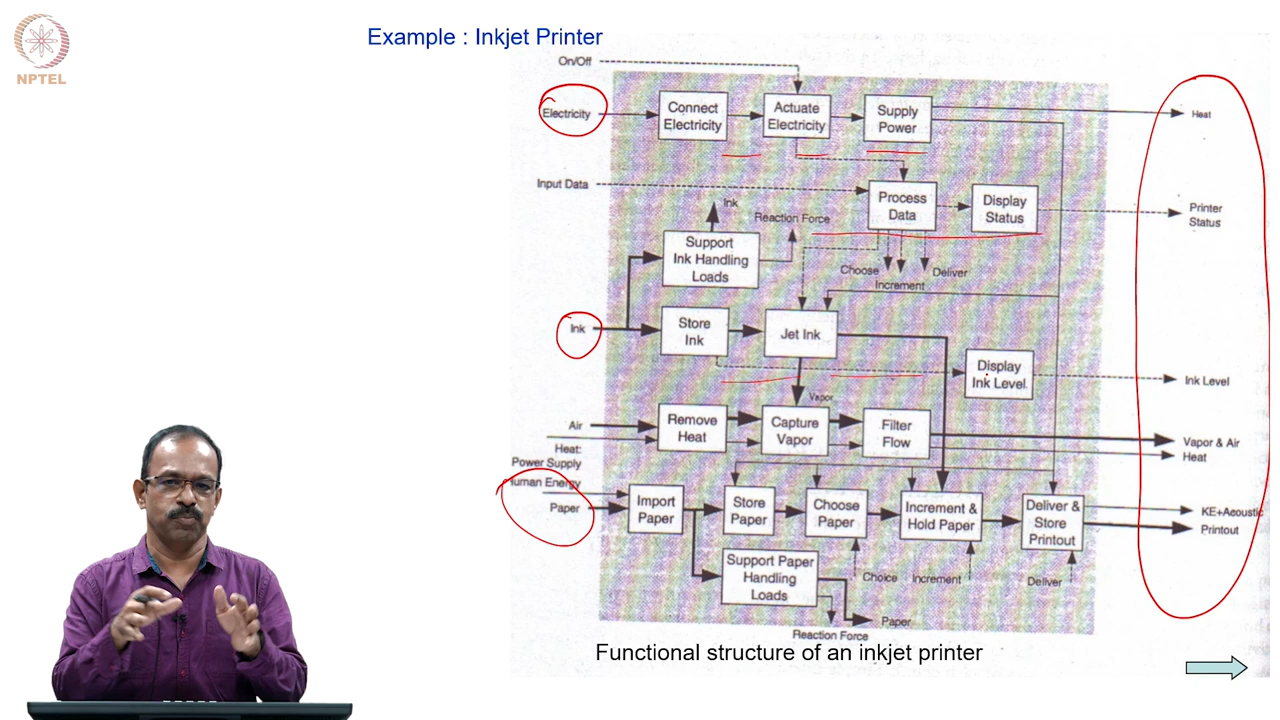 NPTEL
Example : Inkjet Printer
On/Off
Electricity
Connect
Electricity
Actuate
Electricity
Supply
Power
Heat
Input Data
Process
Data
Display
Status
Printer
Status
Ink
Reaction Force
Support
Ink Handling
Loads
Choose
Increment
Deliver
Ink
Store
Ink
Jet Ink
Display
Ink Level
Ink Level
Vapor
Air
Remove
Heat
Capture
Vapor
Filter
Flow
Vapor & Air
Heat
Heat:
Power Supply
Human Energy
Paper
Import
Paper
Store
Paper
Choose
Paper
Increment &
Hold Paper
Deliver &
Store
Printout
KE+Acoustic
Printout
Support Paper
Handling
Loads
Choice
Increment
Deliver
Paper
Reaction Force
Functional structure of an inkjet printer